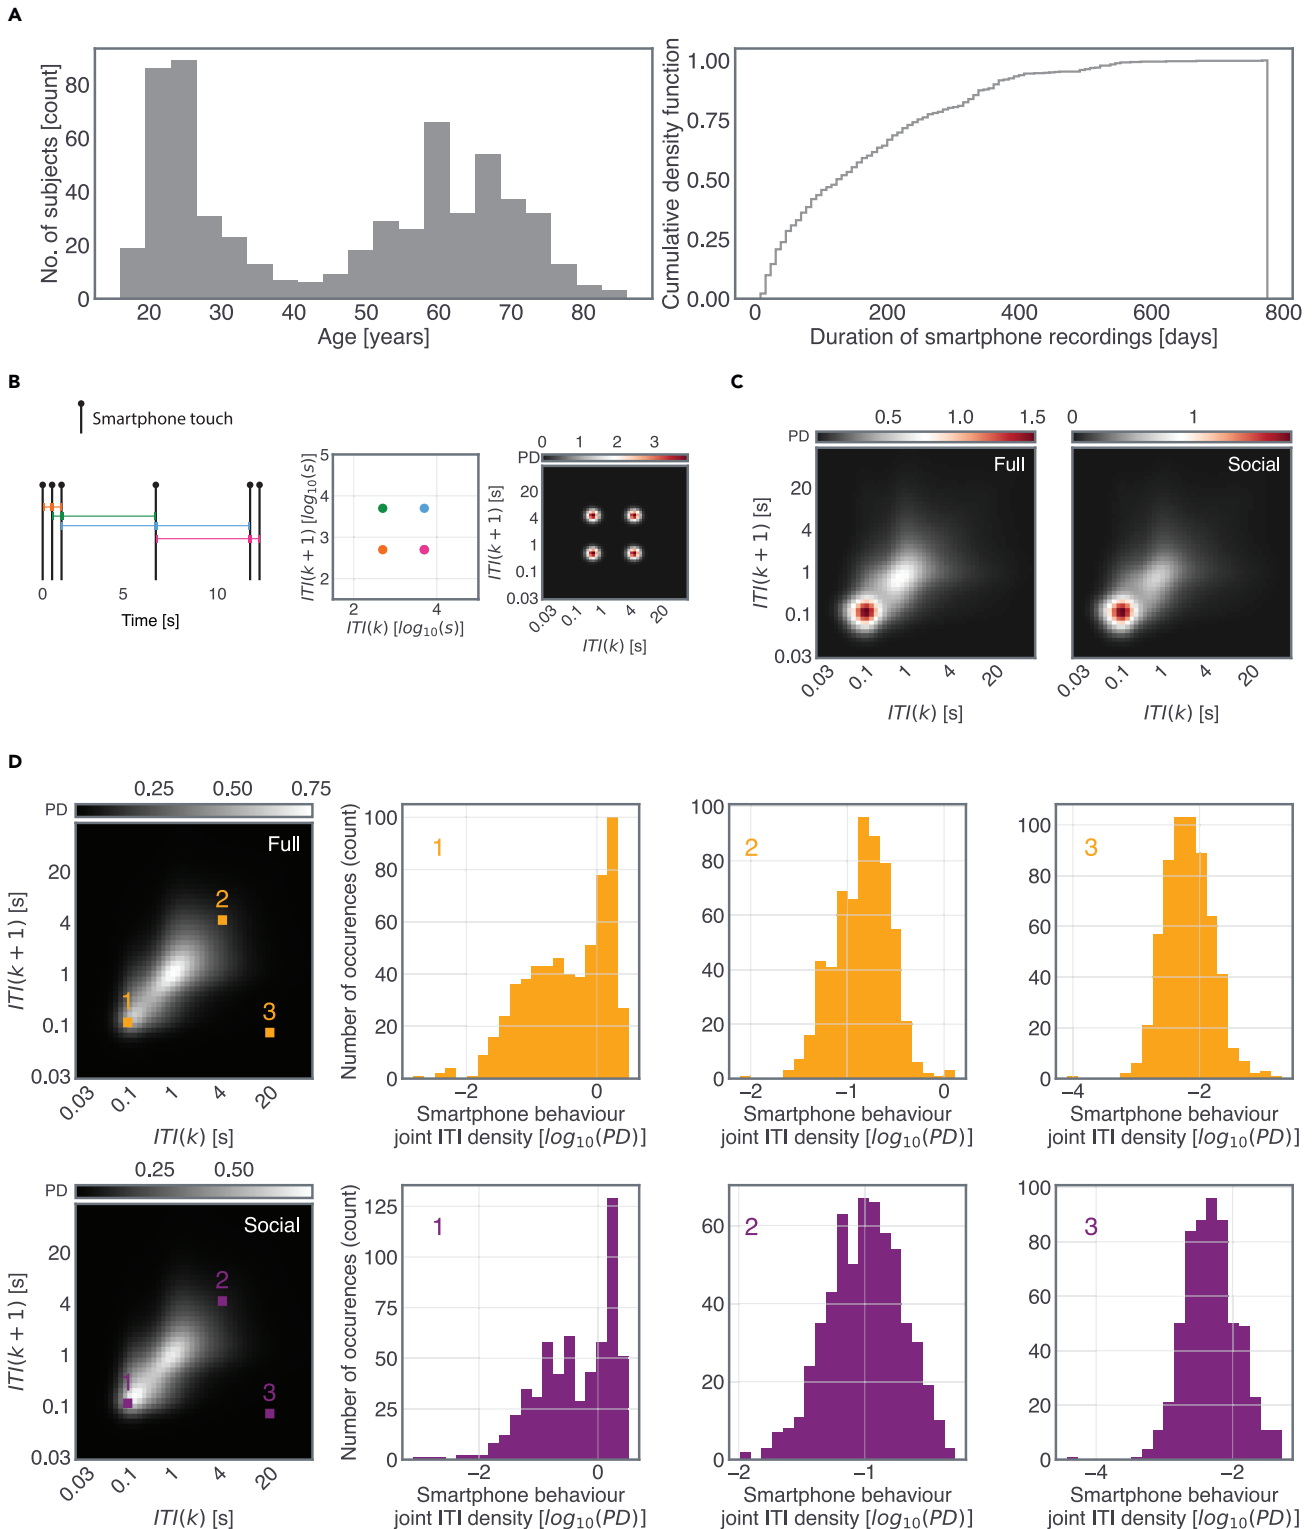 A
No. of subjects [count]
80
60
40
20
0
20 30 40 50 60 70 80
Age [years]
Cumulative density function
1.00
0.75
0.50
0.25
0.00
0 200 400 600 800
Duration of smartphone recordings [days]
B
Smartphone touch
0 5 10
Time [s]
ITI(k + 1) [log10(s)]
5
4
3
2
2 4
ITI(k) [log10(s)]
0 1 2 3
PD
ITI(k + 1) [s]
20
4
1
0.1
0.03
0.03 0.1 1 4 20
ITI(k) [s]
C
0.5 1.0 1.5
PD
Full
ITI(k + 1) [s]
20
4
1
0.1
0.03
0.03 0.1 1 4 20
ITI(k) [s]
0 1
Social
0.03 0.1 1 4 20
ITI(k) [s]
D
0.25 0.50 0.75
PD
Full
ITI(k + 1) [s]
20
4
1
0.1
0.03
1
2
3
0.03 0.1 1 4 20
ITI(k) [s]
Number of occurences (count)
100
80
60
40
20
0
1
−2 0
Smartphone behaviour
joint ITI density [log10(PD)]
100
80
60
40
20
0
2
−2 −1 0
Smartphone behaviour
joint ITI density [log10(PD)]
100
80
60
40
20
0
3
−4 −2
Smartphone behaviour
joint ITI density [log10(PD)]
0.25 0.50
PD
Social
ITI(k + 1) [s]
20
4
1
0.1
0.03
1
2
3
0.03 0.1 1 4 20
ITI(k) [s]
Number of occurences (count)
125
100
75
50
25
0
1
−2 0
Smartphone behaviour
joint ITI density [log10(PD)]
60
40
20
0
2
−2 −1
Smartphone behaviour
joint ITI density [log10(PD)]
100
80
60
40
20
0
3
−4 −2
Smartphone behaviour
joint ITI density [log10(PD)]